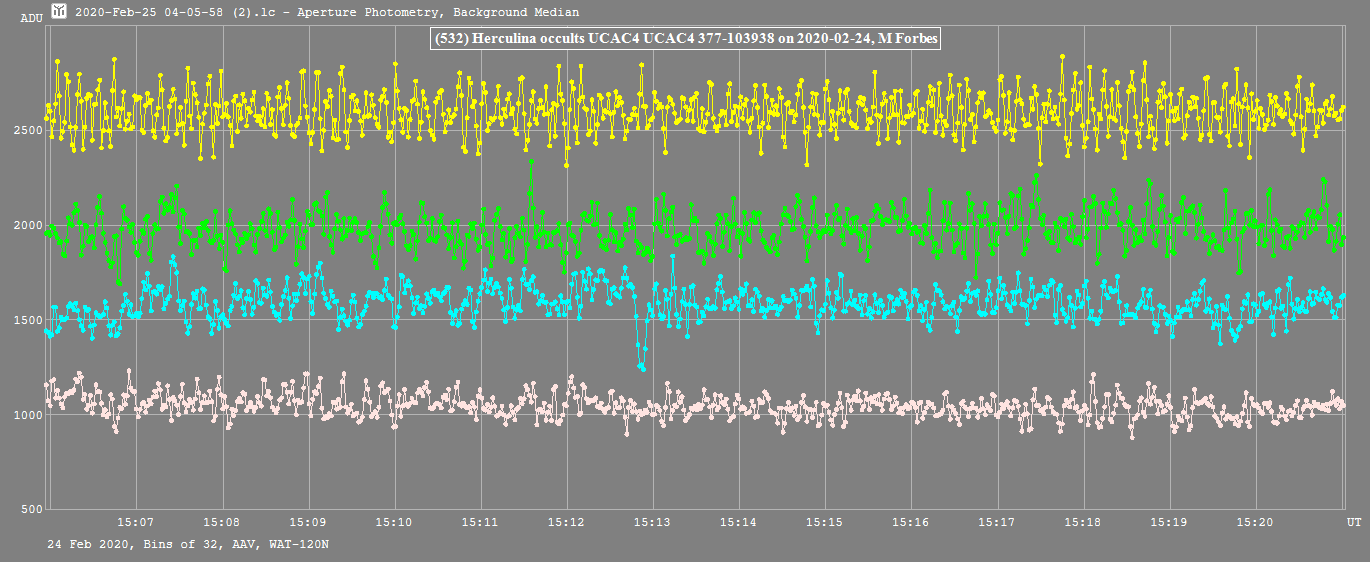 ADU 2020-Feb-25 04-05-58 (2).lc - Aperture Photometry, Background Median
(532) Herculina occults UCAC4 UCAC4 377-103938 on 2020-02-24, M Forbes
2500
2000
1500
1000
500
15:07 15:08 15:09 15:10 15:11 15:12 15:13 15:14 15:15 15:16 15:17 15:18 15:19 15:20 UT
24 Feb 2020, Bins of 32, AAV, WAT-120N